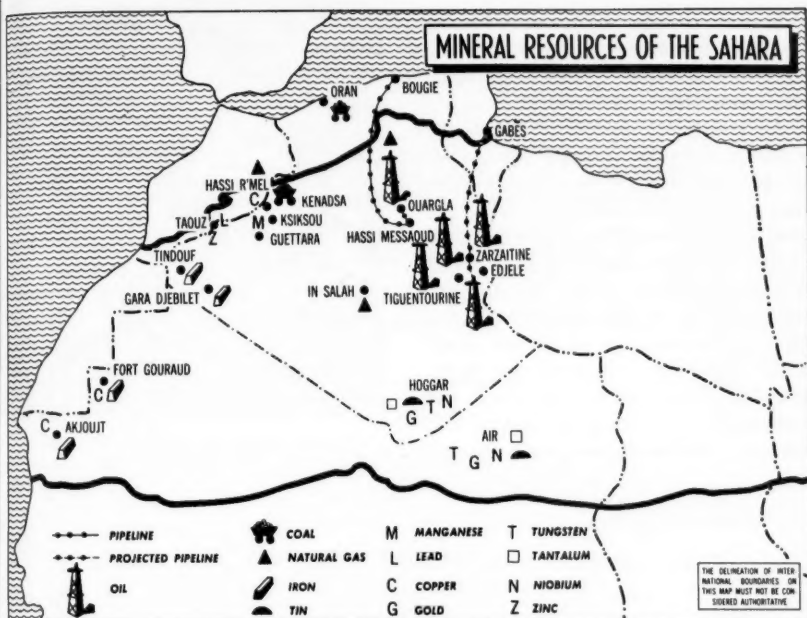 MINERAL RESOURCES OF THE SAHARA
ORAN
BOUGIE
GABÈS
HASSI R'MEL
C
KENADSA
OUARGLA
TAOUZ
L
M
KSIKSOU
Z
GUETTARA
HASSI MESSAOUD
TINDOUF
ZARZAITINE
EDJELE
GARA DJEBILET
IN SALAH
TIGUENTOURINE
FORT GOURAUD
C
HOGGAR
G T N
C AKJOUJT
AIR
T G N
PIPELINE
PROJECTED PIPELINE
OIL
COAL
NATURAL GAS
IRON
TIN
M MANGANESE
L LEAD
C COPPER
G GOLD
T TUNGSTEN
TANTALUM
N NIOBIUM
Z ZINC
THE DELINEATION OF INTER-
NATIONAL BOUNDARIES ON
THIS MAP MUST NOT BE CON-
SIDERED AUTHORITATIVE